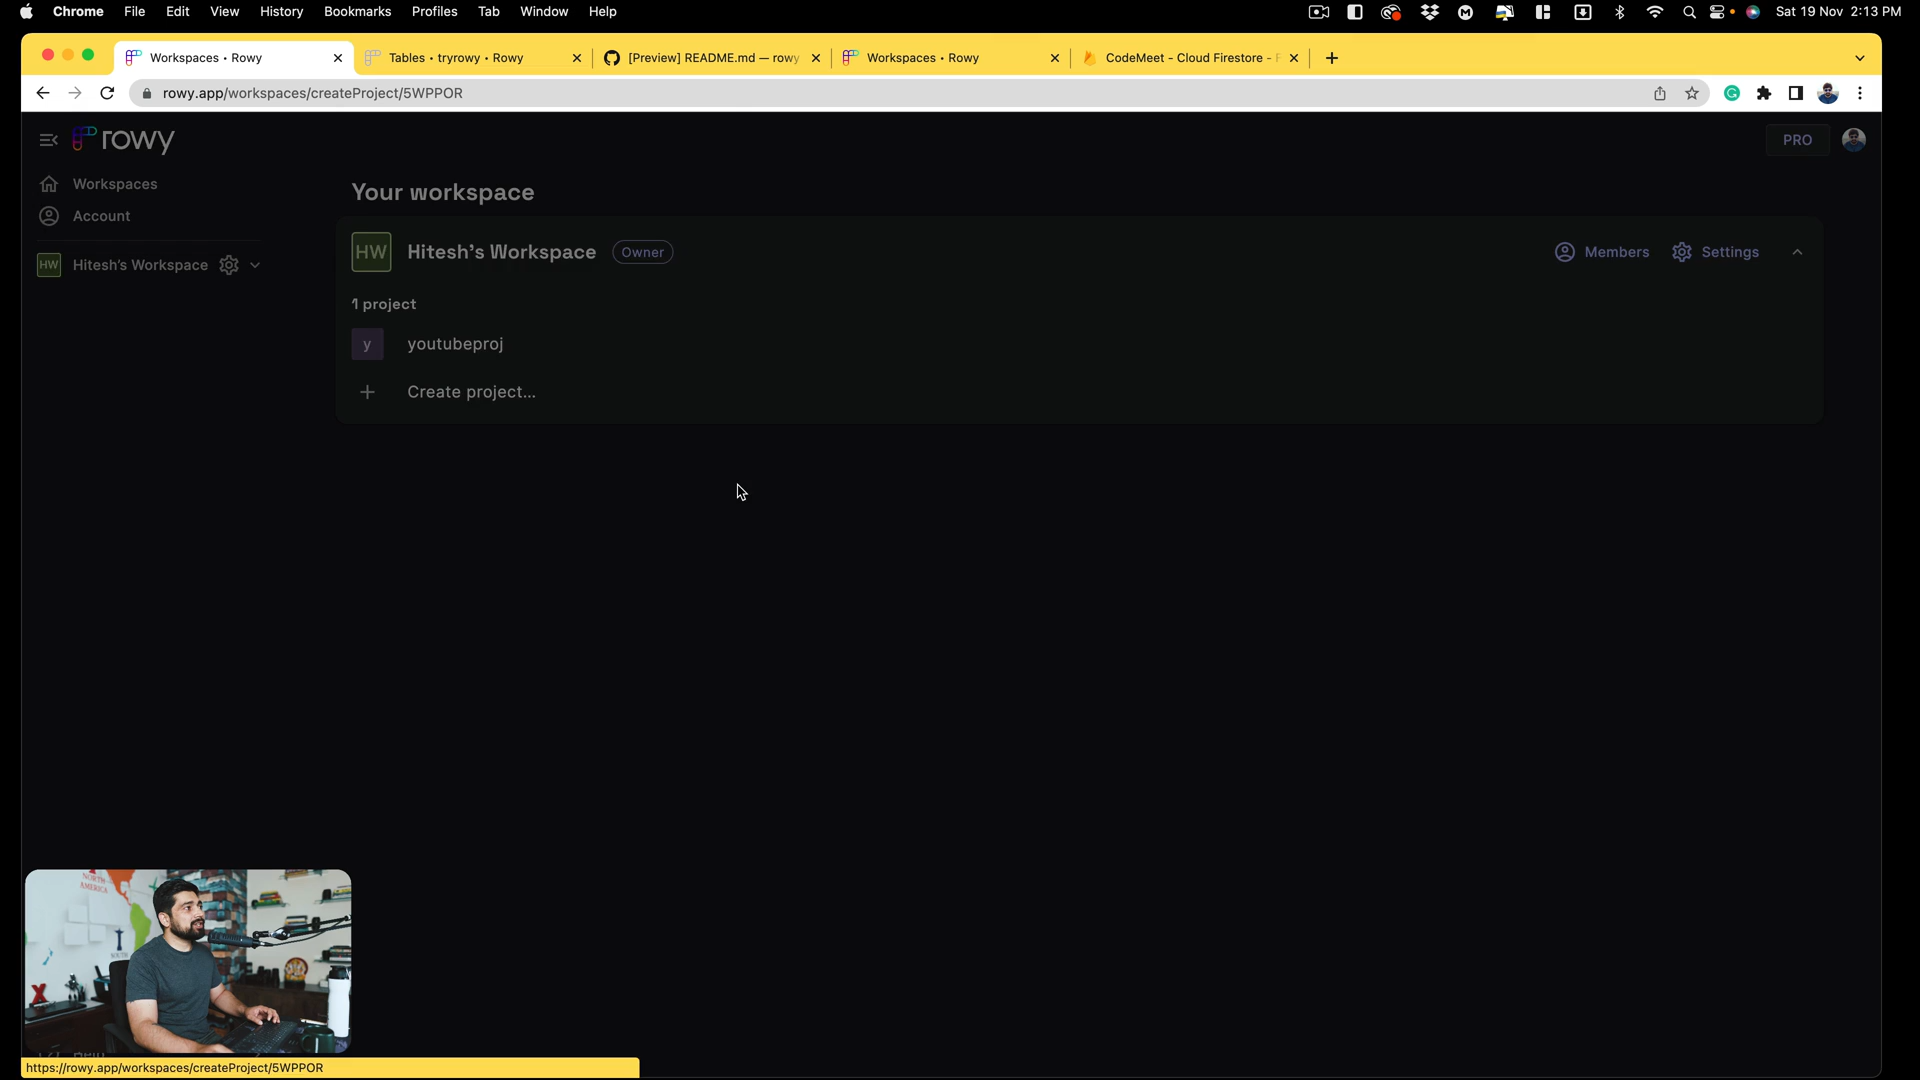 Chrome File Edit View History Bookmarks Profiles Tab Window Help Sat 19 Nov 2:13 PM
Workspaces • Rowy Tables • tryrowy • Rowy [Preview] README.md — rowy Workspaces • Rowy CodeMeet - Cloud Firestore - F
rowy.app/workspaces/createProject/5WPPOR
rowy PRO
Workspaces
Account
HW Hitesh's Workspace
Your workspace
HW Hitesh's Workspace Owner Members Settings
1 project
y youtubeproj
+ Create project...
NORTH
AMERICA
Help
https://rowy.app/workspaces/createProject/5WPPOR